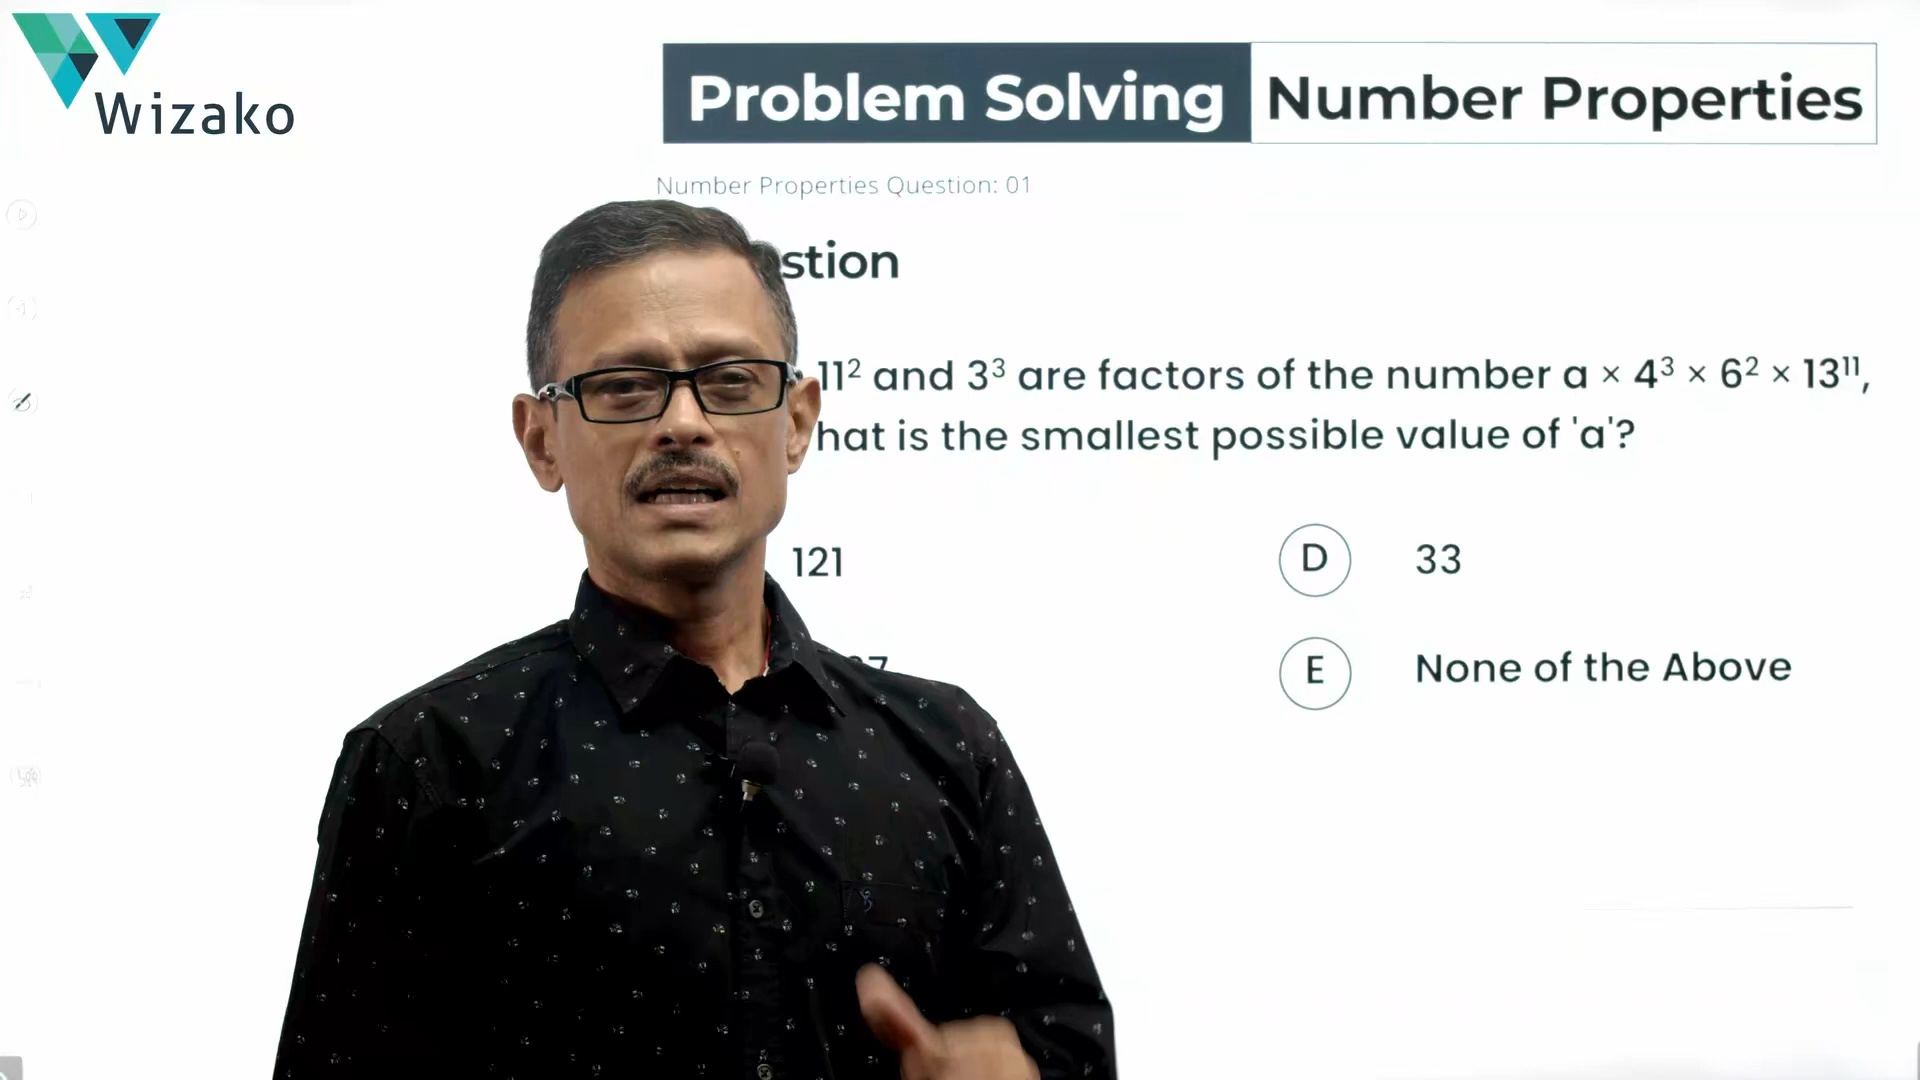 Wizako
Problem Solving Number Properties
Number Properties Question: 01
stion
11² and 3³ are factors of the number a × 4³ × 6² × 13¹¹,
hat is the smallest possible value of 'a'?
121
D 33
7
E None of the Above